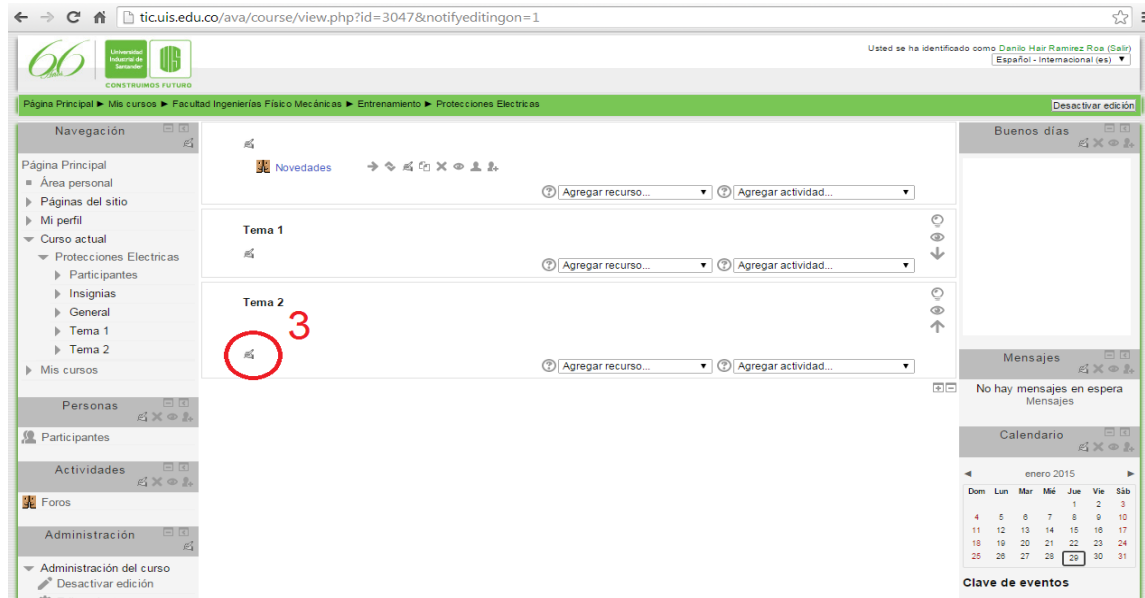 tic.uis.edu.co/ava/course/view.php?id=3047&notifyeditingon=1
66
Universidad
Industrial de
Santander
UIS
CONSTRUIMOS FUTURO
Usted se ha identificado como Danilo Hair Ramirez Roa (Salir)
Español - Internacional (es)
Página Principal ► Mis cursos ► Facultad Ingenierías Físico Mecánicas ► Entrenamiento ► Protecciones Electricas
Desactivar edición
Navegación
Página Principal
Área personal
Páginas del sitio
Mi perfil
Curso actual
Protecciones Electricas
Participantes
Insignias
General
Tema 1
Tema 2
Mis cursos
Personas
Participantes
Actividades
Foros
Administración
Administración del curso
Desactivar edición
Novedades
Agregar recurso... Agregar actividad...
Tema 1
Agregar recurso... Agregar actividad...
Tema 2
3
Agregar recurso... Agregar actividad...
Buenos días
Mensajes
No hay mensajes en espera
Mensajes
Calendario
enero 2015
Dom Lun Mar Mié Jue Vie Sáb
1 2 3
4 5 6 7 8 9 10
11 12 13 14 15 16 17
18 19 20 21 22 23 24
25 26 27 28 29 30 31
Clave de eventos